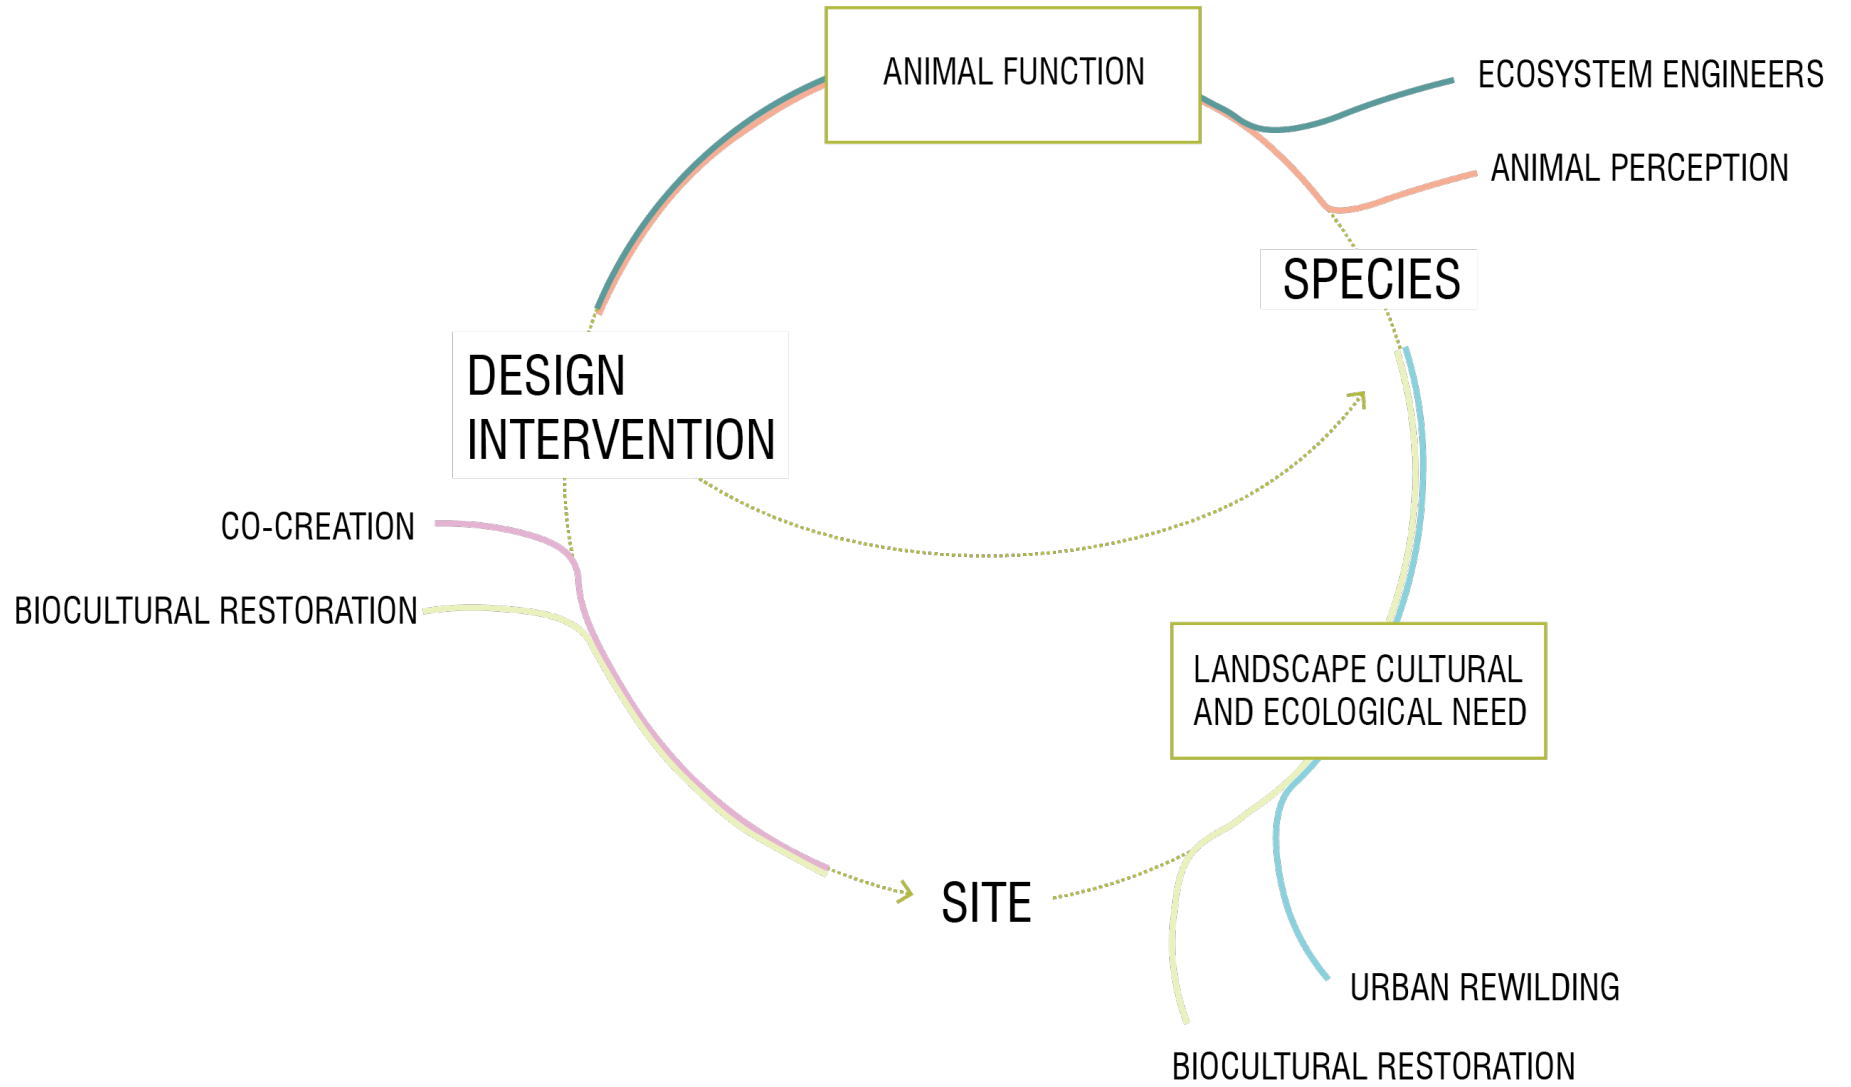 ANIMAL FUNCTION
ECOSYSTEM ENGINEERS
ANIMAL PERCEPTION
SPECIES
DESIGN
INTERVENTION
CO-CREATION
BIOCULTURAL RESTORATION
LANDSCAPE CULTURAL
AND ECOLOGICAL NEED
SITE
URBAN REWILDING
BIOCULTURAL RESTORATION